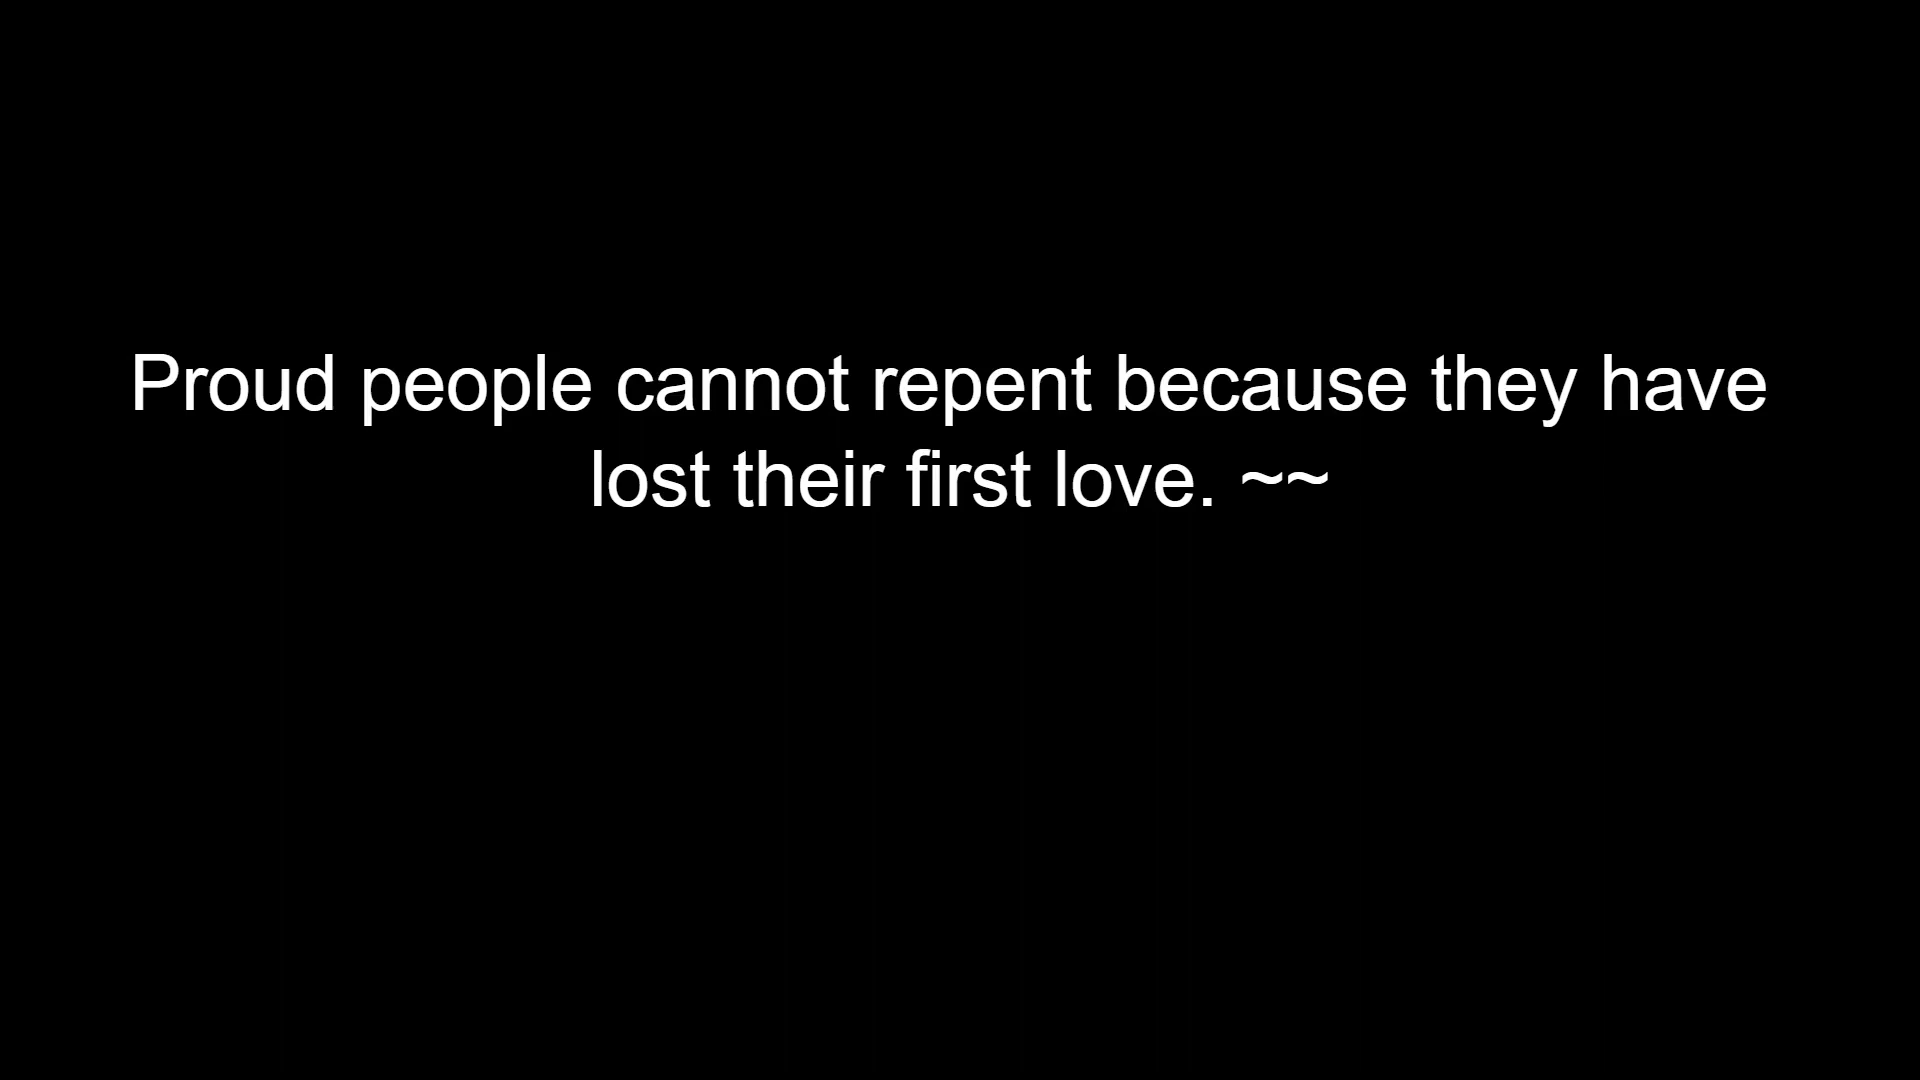 Proud people cannot repent because they have
lost their first love. ~~